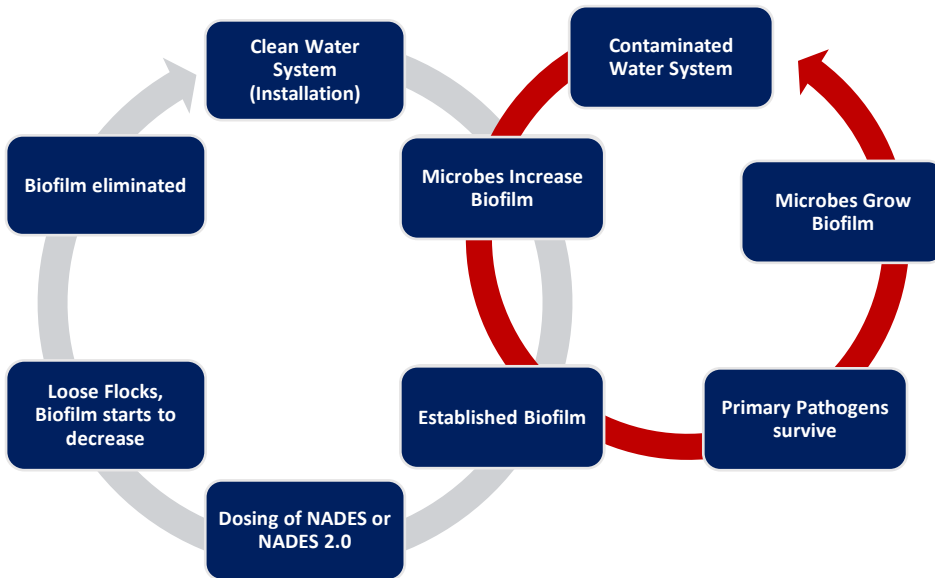 Clean Water
System
(Installation)
Contaminated
Water System
Biofilm eliminated
Microbes Increase
Biofilm
Microbes Grow
Biofilm
Loose Flocks,
Biofilm starts to
decrease
Established Biofilm
Primary Pathogens
survive
Dosing of NADES or
NADES 2.0